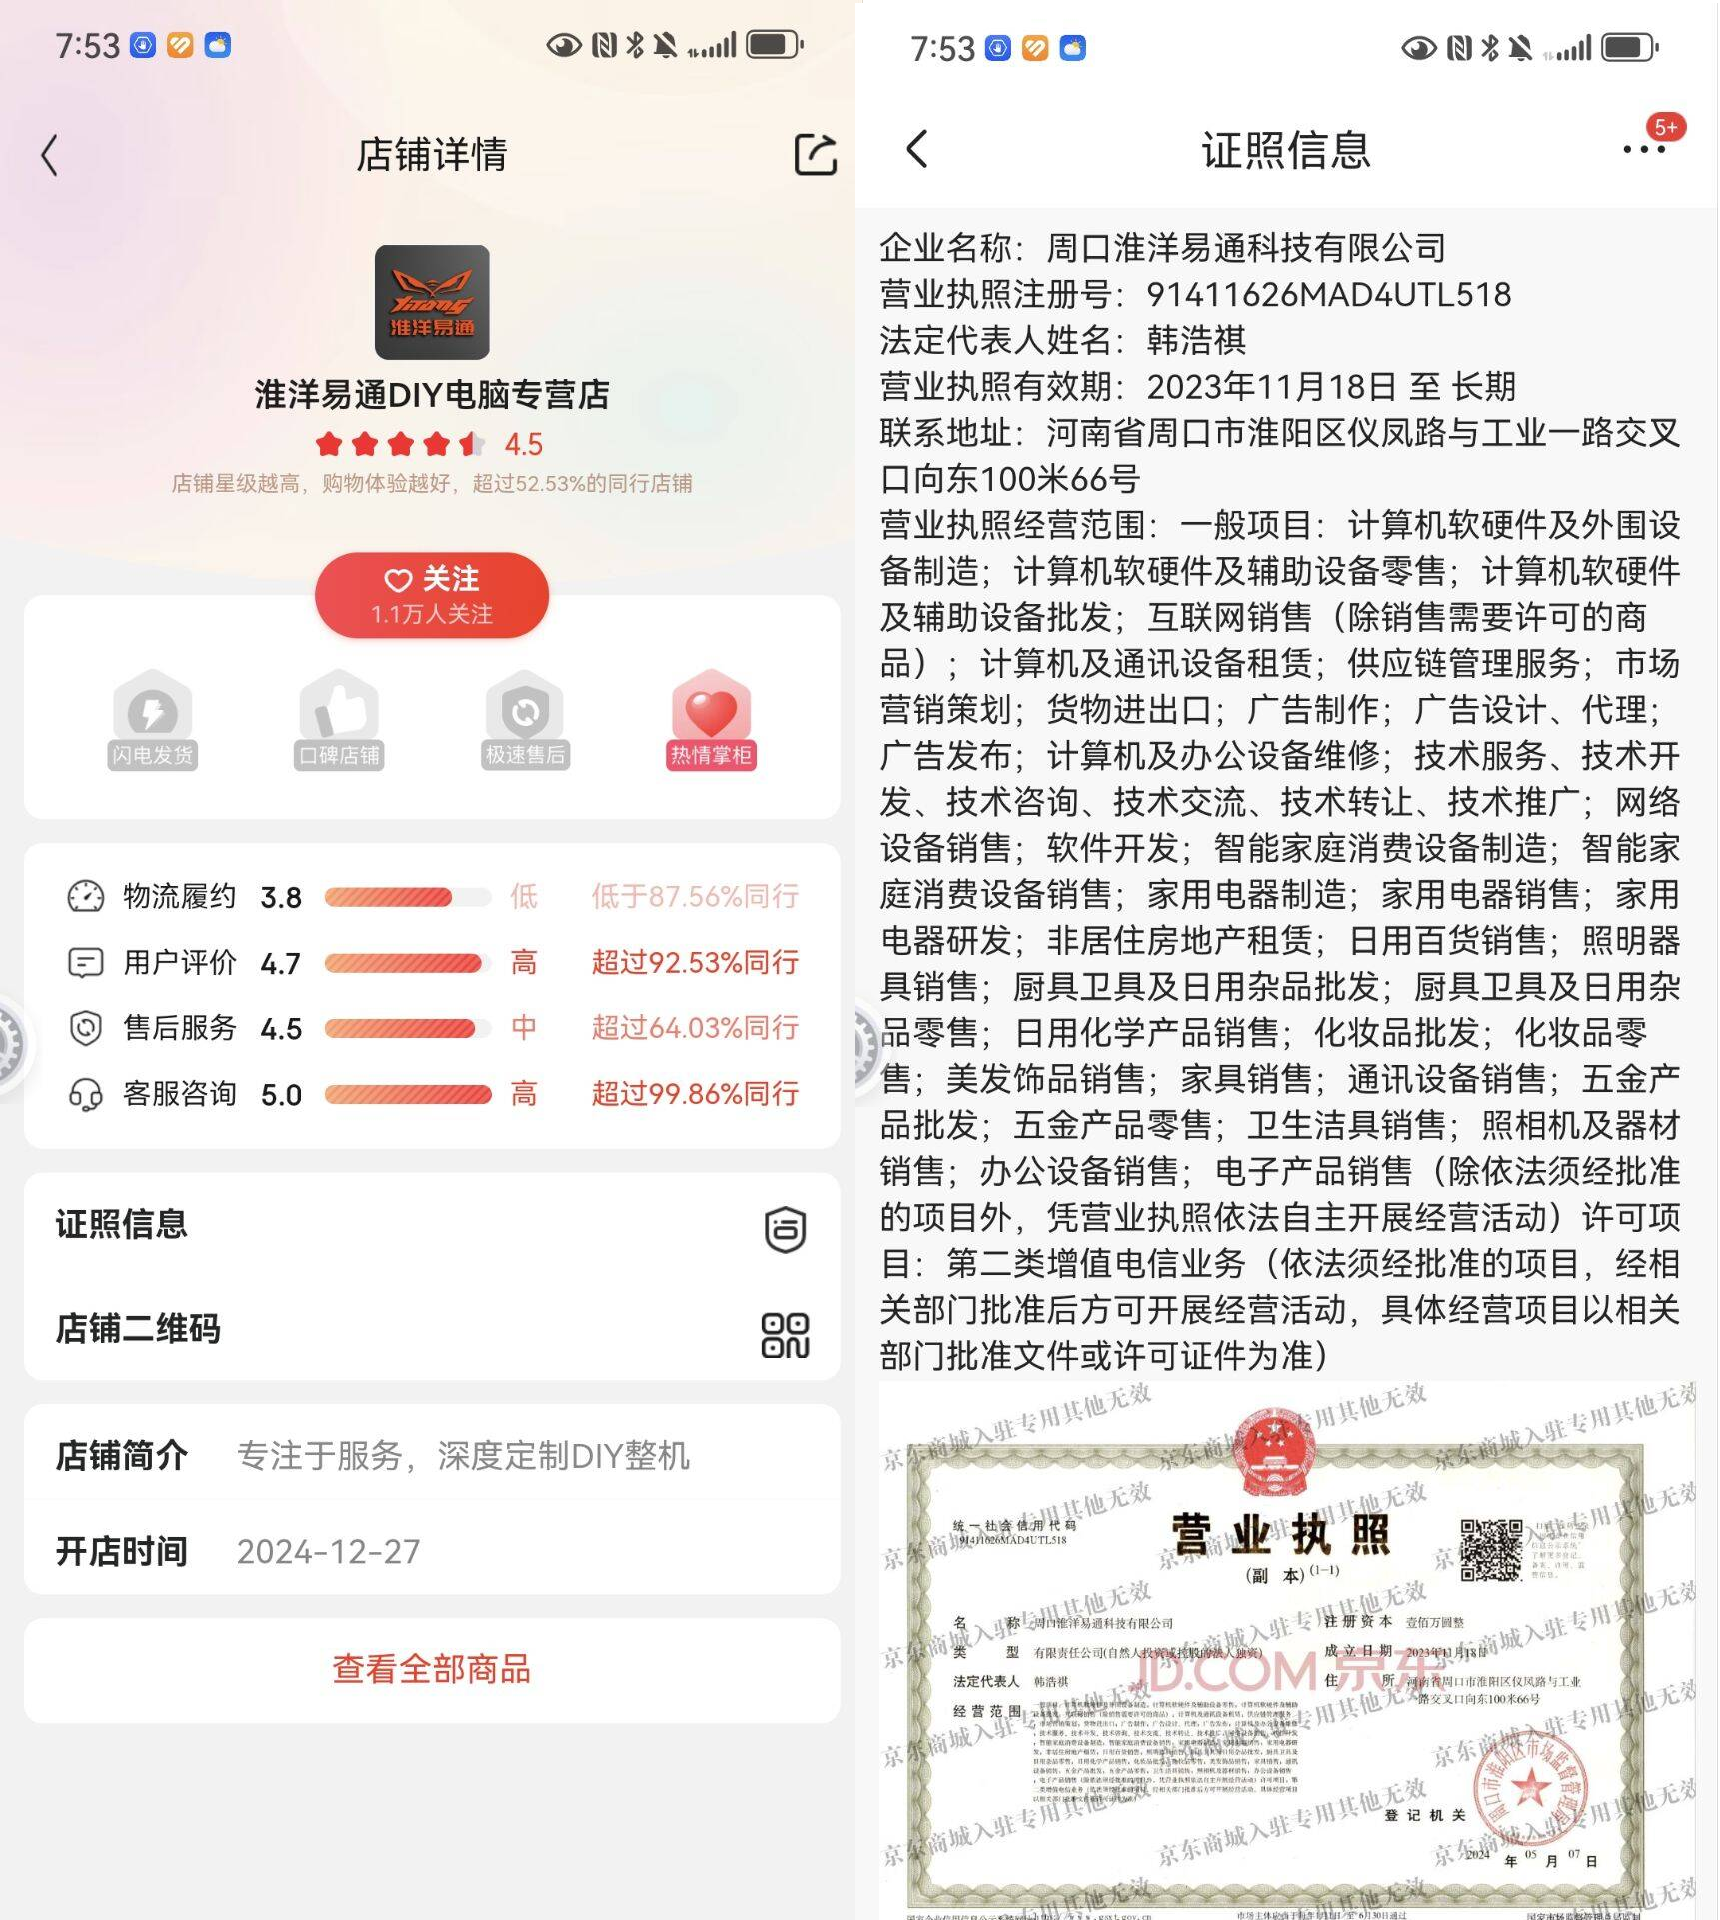 7:53
店铺详情
Yitong
淮洋易通
淮洋易通DIY电脑专营店
4.5
店铺星级越高，购物体验越好，超过52.53%的同行店铺
关注
1.1万人关注
闪电发货 口碑店铺 极速售后 热情掌柜
物流履约 3.8 低 低于87.56%同行
用户评价 4.7 高 超过92.53%同行
售后服务 4.5 中 超过64.03%同行
客服咨询 5.0 高 超过99.86%同行
证照信息
店铺二维码
店铺简介 专注于服务，深度定制DIY整机
开店时间 2024-12-27
查看全部商品
7:53
证照信息
5+
企业名称：周口淮洋易通科技有限公司
营业执照注册号：91411626MAD4UTL518
法定代表人姓名：韩浩祺
营业执照有效期：2023年11月18日 至 长期
联系地址：河南省周口市淮阳区仪凤路与工业一路交叉
口向东100米66号
营业执照经营范围：一般项目：计算机软硬件及外围设
备制造；计算机软硬件及辅助设备零售；计算机软硬件
及辅助设备批发；互联网销售（除销售需要许可的商
品）；计算机及通讯设备租赁；供应链管理服务；市场
营销策划；货物进出口；广告制作；广告设计、代理；
广告发布；计算机及办公设备维修；技术服务、技术开
发、技术咨询、技术交流、技术转让、技术推广；网络
设备销售；软件开发；智能家庭消费设备制造；智能家
庭消费设备销售；家用电器制造；家用电器销售；家用
电器研发；非居住房地产租赁；日用百货销售；照明器
具销售；厨具卫具及日用杂品批发；厨具卫具及日用杂
品零售；日用化学产品销售；化妆品批发；化妆品零
售；美发饰品销售；家具销售；通讯设备销售；五金产
品批发；五金产品零售；卫生洁具销售；照相机及器材
销售；办公设备销售；电子产品销售（除依法须经批准
的项目外，凭营业执照依法自主开展经营活动）许可项
目：第二类增值电信业务（依法须经批准的项目，经相
关部门批准后方可开展经营活动，具体经营项目以相关
部门批准文件或许可证件为准）
京东商城入驻专用其他无效
统一社会信用代码
91411626MAD4UTL518
营业执照
(副 本) (1-1)
名 称 周口淮洋易通科技有限公司
注册资本 壹佰万圆整
类 型 有限责任公司(自然人投资或控股的法人独资)
成立日期 2023年11月18日
法定代表人 韩浩祺
住 所 河南省周口市淮阳区仪凤路与工业
路交叉口向东100米66号
经营范围
JD.COM 京东
登记机关
周口市淮阳区市场监督管理局
2024 年 05 月 07 日